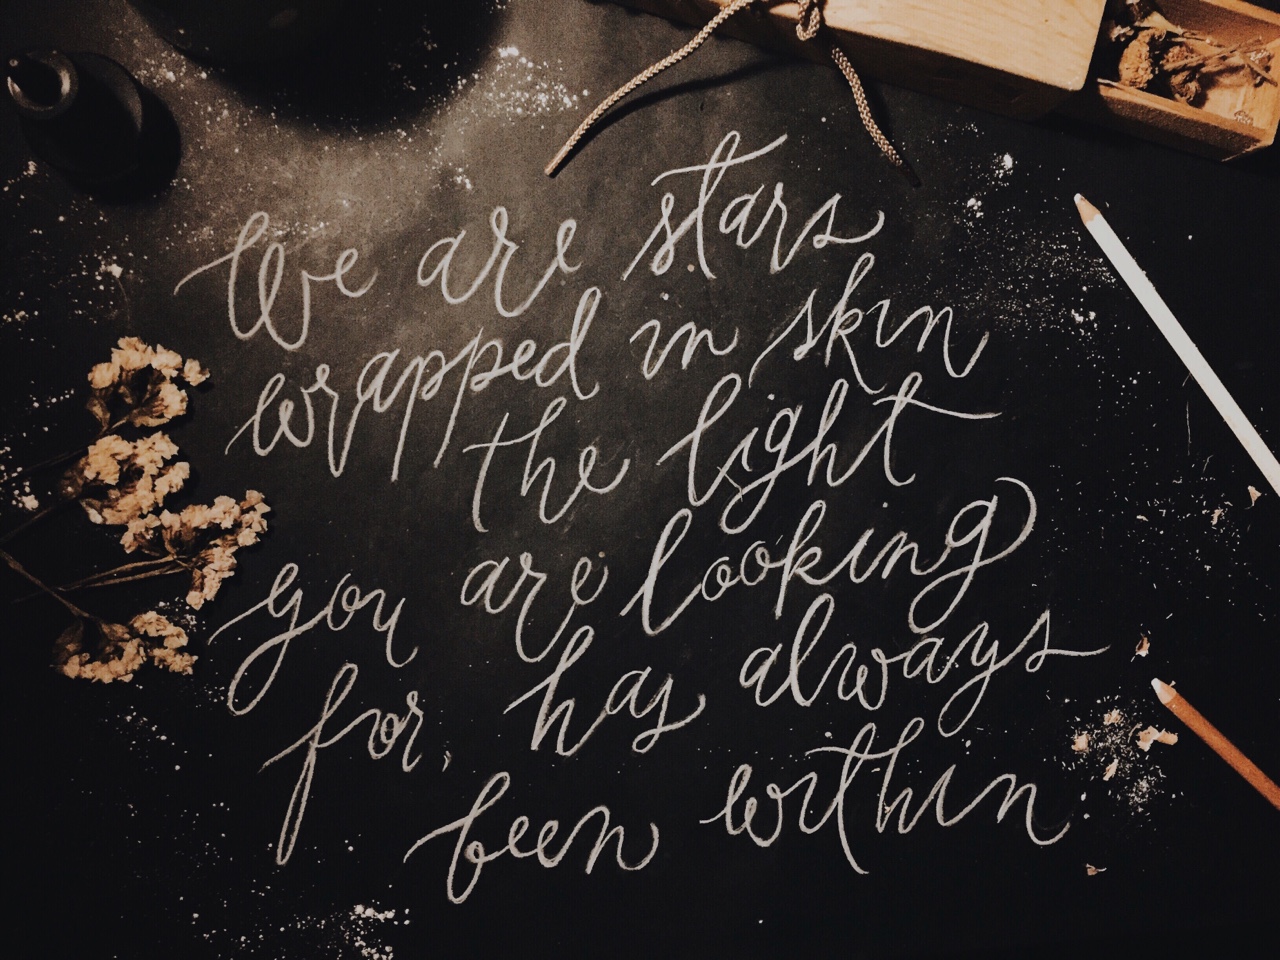 We are stars
wrapped in skin
the light
you are looking
for, has always
been within